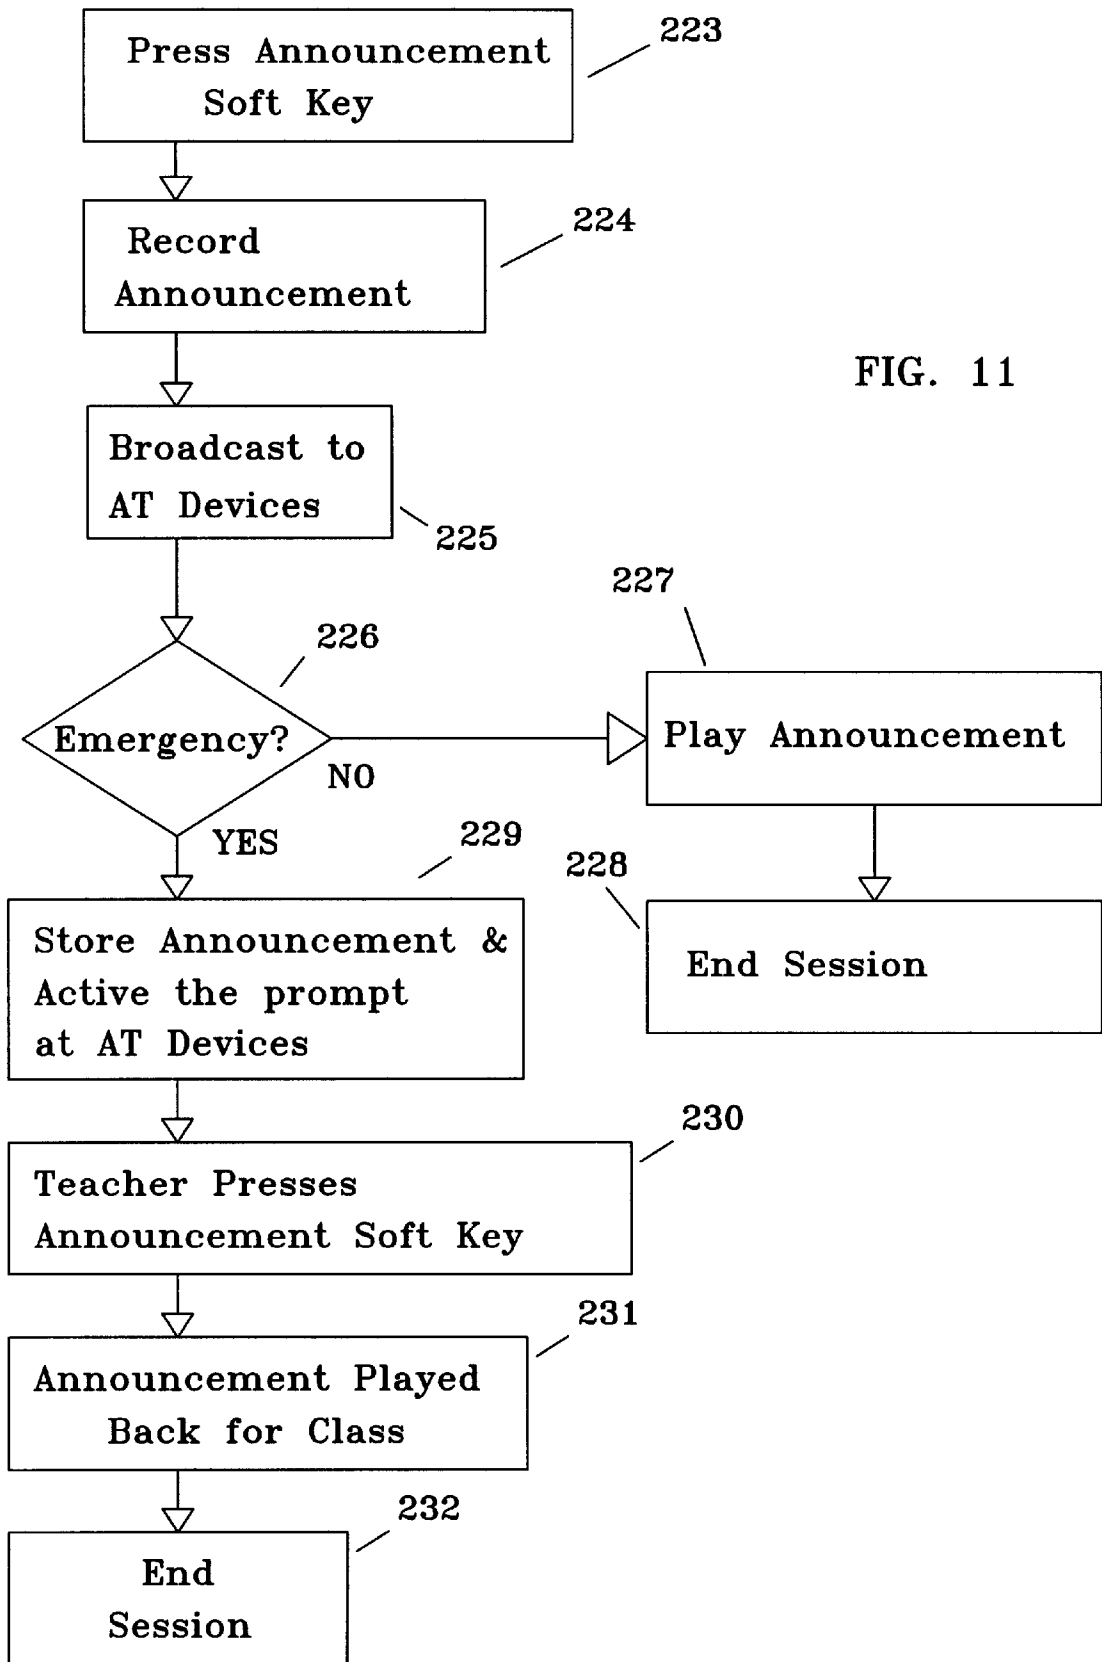 Press Announcement
Soft Key
223
Record
Announcement
224
FIG. 11
Broadcast to
AT Devices
225
226
Emergency?
NO
YES
227
Play Announcement
228
End Session
229
Store Announcement &
Active the prompt
at AT Devices
230
Teacher Presses
Announcement Soft Key
231
Announcement Played
Back for Class
232
End
Session